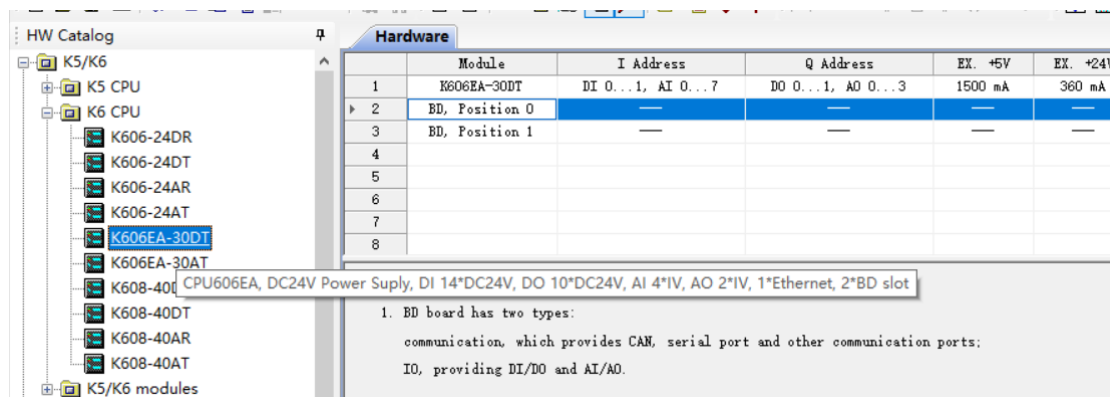 HW Catalog
K5/K6
K5 CPU
K6 CPU
K606-24DR
K606-24DT
K606-24AR
K606-24AT
K606EA-30DT
K606EA-30AT
K608-40D
K608-40DT
K608-40AR
K608-40AT
K5/K6 modules
CPU606EA, DC24V Power Suply, DI 14*DC24V, DO 10*DC24V, AI 4*IV, AO 2*IV, 1*Ethernet, 2*BD slot
Hardware
Module I Address Q Address EX. +5V EX. +24V
1 K606EA-30DT DI 0...1, AI 0...7 DO 0...1, AO 0...3 1500 mA 360 mA
2 BD, Position 0 — — — —
3 BD, Position 1 — — — —
4
5
6
7
8
1. BD board has two types:
communication, which provides CAN, serial port and other communication ports;
IO, providing DI/DO and AI/AO.